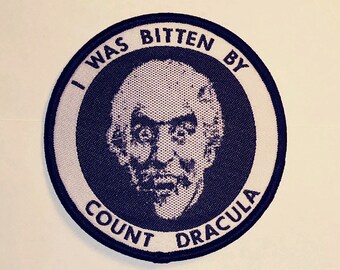 I WAS BITTEN BY
COUNT DRACULA